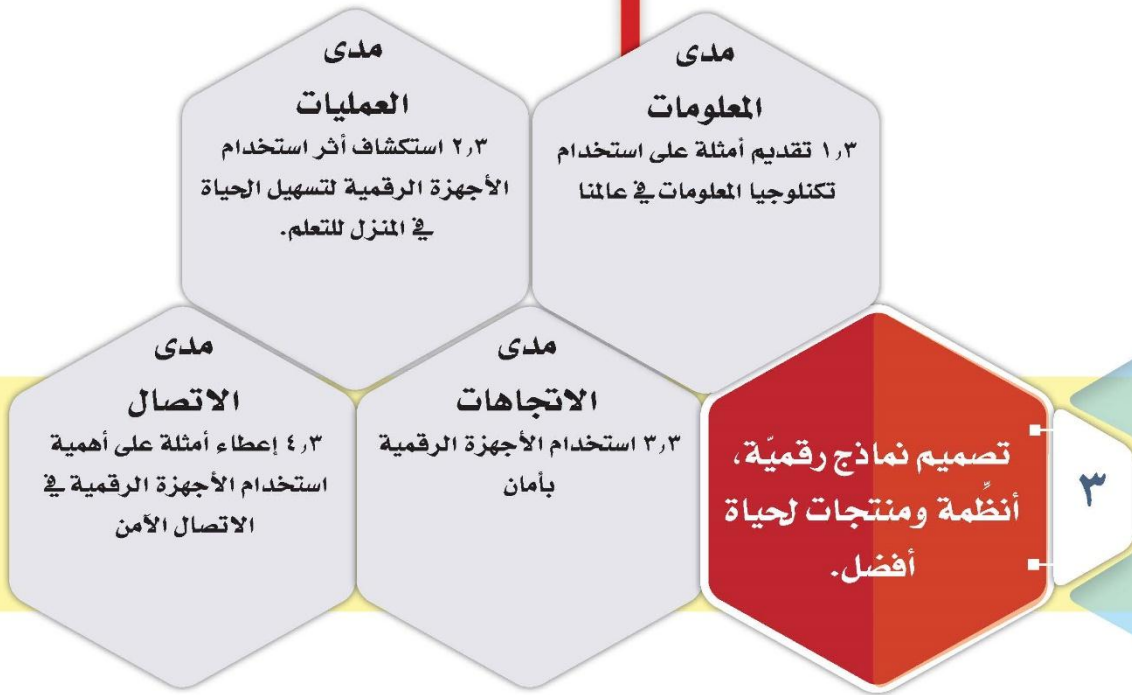 مدى
المعلومات
١,٣ تقديم أمثلة على استخدام
تكنلوجيا المعلومات في عالمنا
مدى
العمليات
٢,٣ استكشاف أثر استخدام
الأجهزة الرقمية لتسهيل الحياة
في المنزل للتعلم.
٣
تصميم نماذج رقميّة،
أنظِّمة ومنتجات لحياة
أفضل.
مدى
الاتجاهات
٣,٣ استخدام الأجهزة الرقمية
بأمان
مدى
الاتصال
٤,٣ إعطاء أمثلة على أهمية
استخدام الأجهزة الرقمية في
الاتصال الآمن